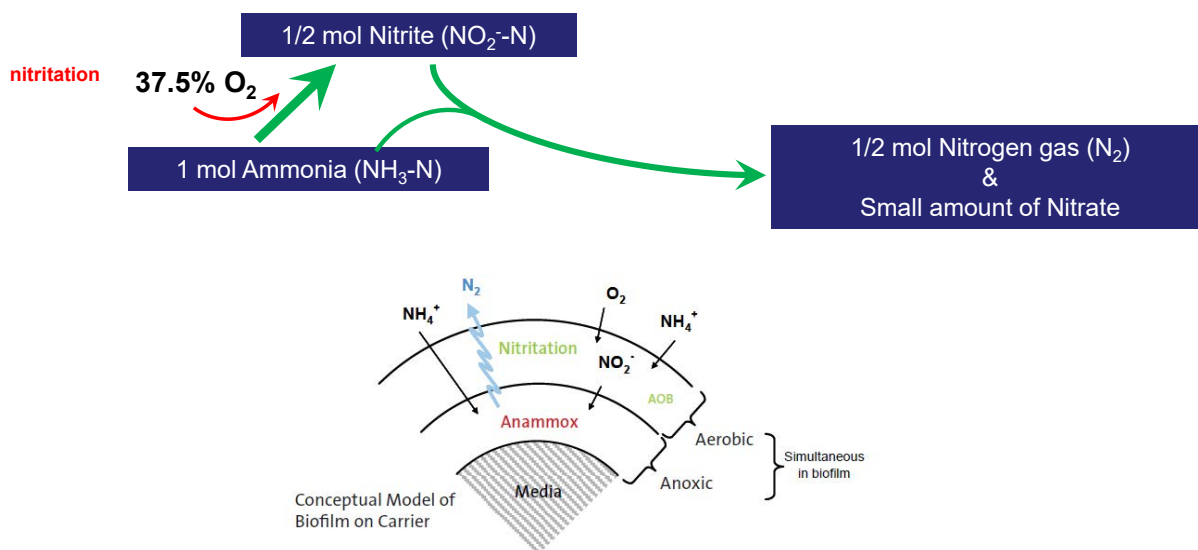 1/2 mol Nitrite (NO₂⁻-N)
nitritation
37.5% O₂
1 mol Ammonia (NH₃-N)
1/2 mol Nitrogen gas (N₂)
&
Small amount of Nitrate
N₂
O₂
NH₄⁺
NH₄⁺
Nitritation
NO₂⁻
AOB
Anammox
Aerobic
Simultaneous
in biofilm
Anoxic
Media
Conceptual Model of
Biofilm on Carrier